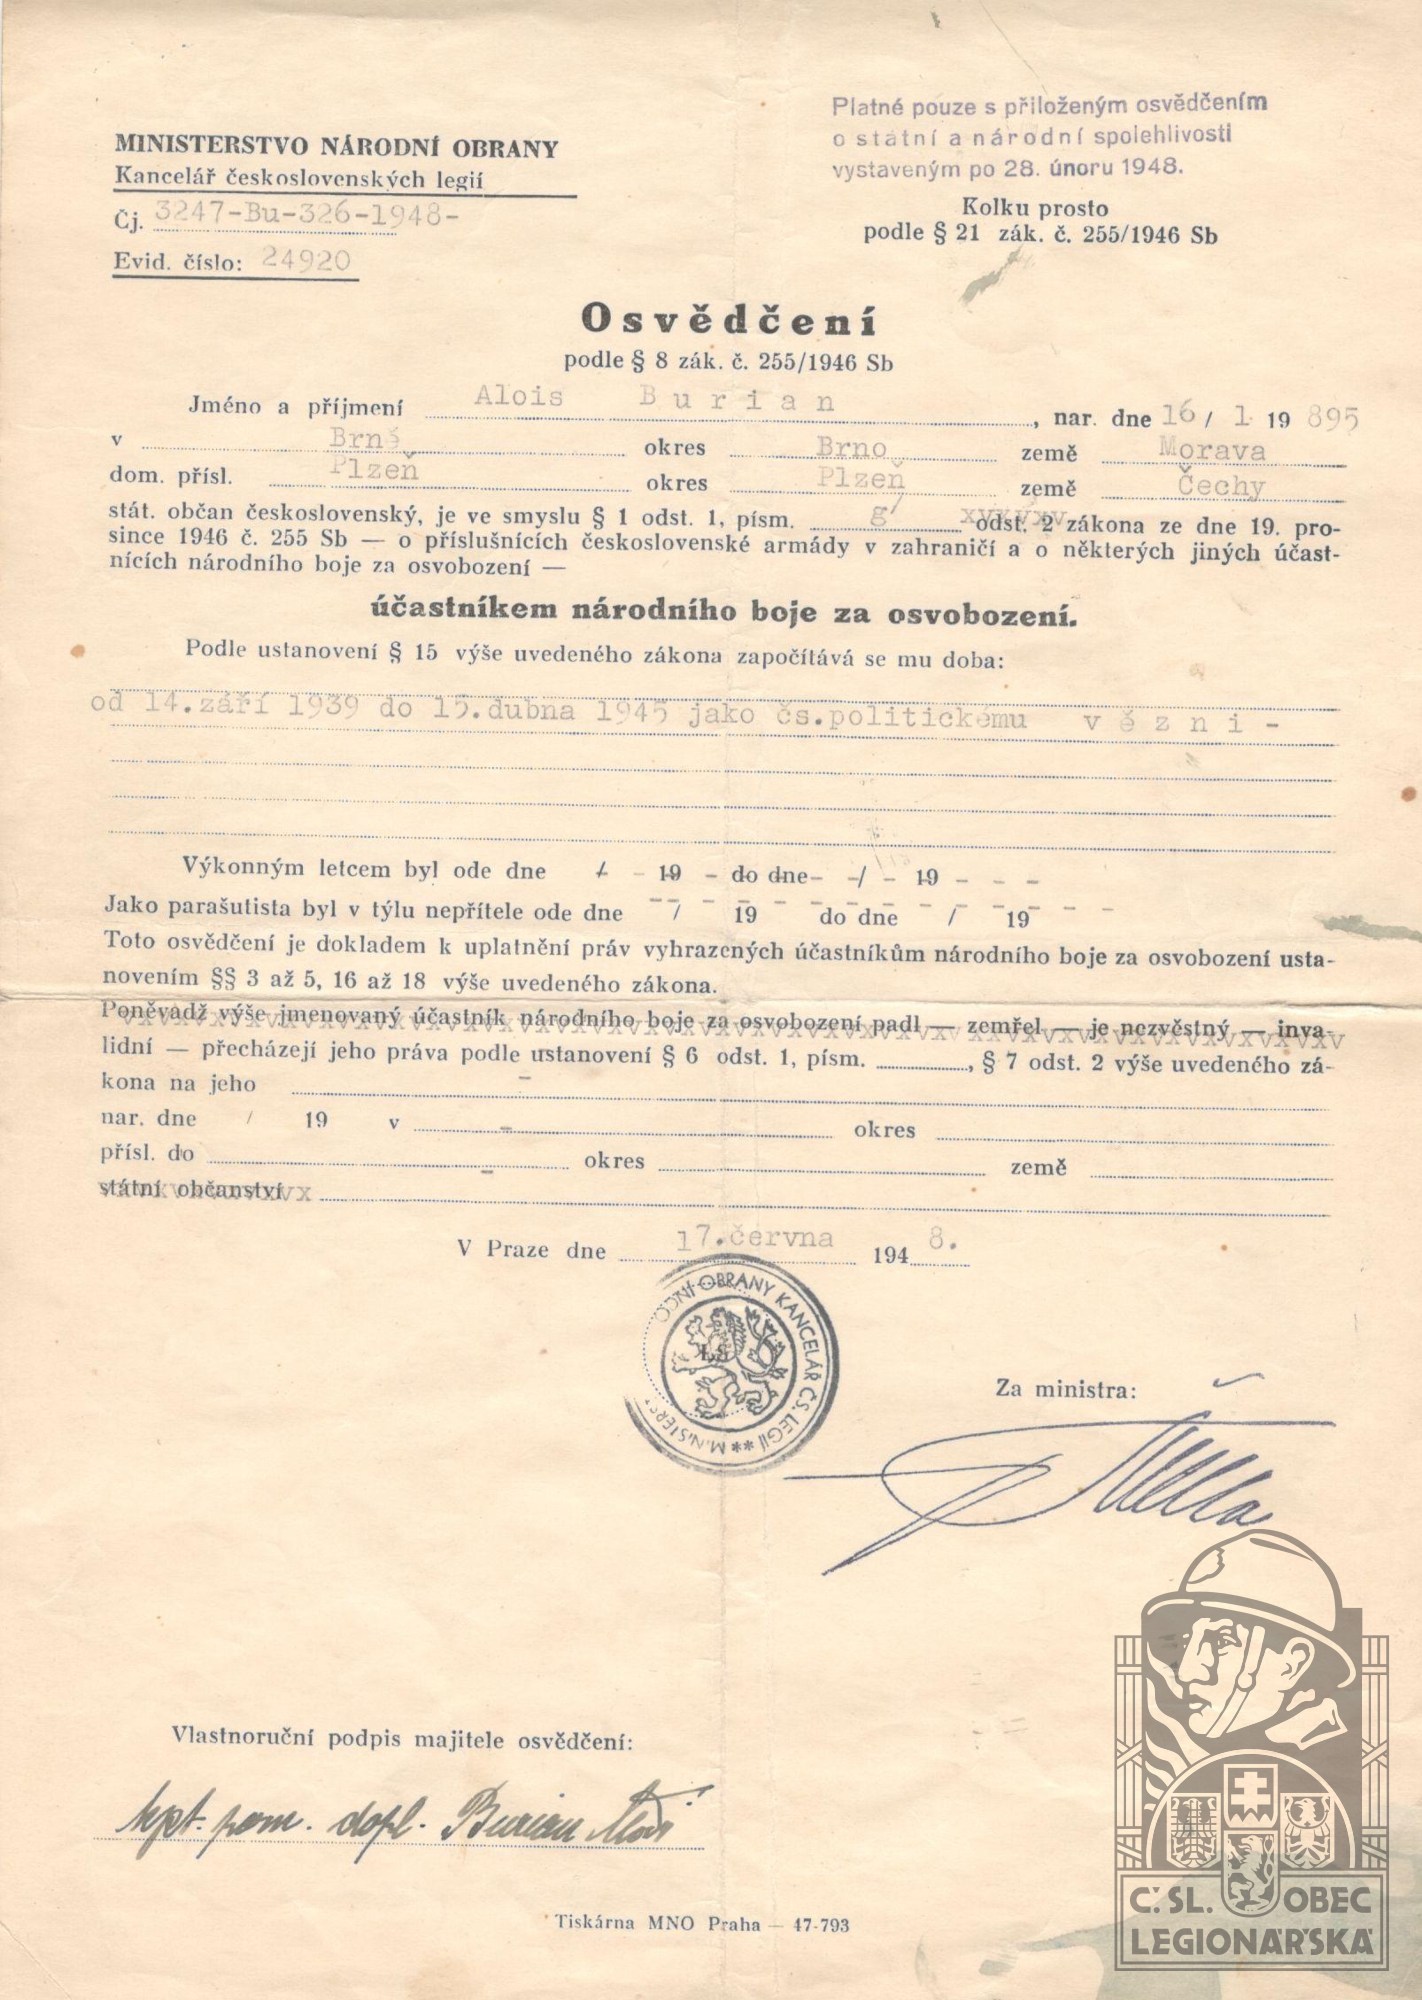 MINISTERSTVO NÁRODNÍ OBRANY
Kancelář československých legií
Čj. 3247-Bu-326-1948-
Evid. číslo: 24920
Platné pouze s přiloženým osvědčením
o státní a národní spolehlivosti
vystaveným po 28. únoru 1948.
Kolku prosto
podle § 21 zák. č. 255/1946 Sb
Osvědčení
podle § 8 zák. č. 255/1946 Sb
Jméno a příjmení Alois Burian, nar. dne 16/ 1 19 895
v Brně okres Brno země Morava
dom. přísl. Plzeň okres Plzeň země Čechy
stát. občan československý, je ve smyslu § 1 odst. 1, písm. g/ odst. 2 zákona ze dne 19. pro-
since 1946 č. 255 Sb — o příslušnících československé armády v zahraničí a o některých jiných účast-
nících národního boje za osvobození —
účastníkem národního boje za osvobození.
Podle ustanovení § 15 výše uvedeného zákona započítává se mu doba:
od 14.září 1939 do 15.dubna 1945 jako čs.politickému vězni-
Výkonným letcem byl ode dne / - 19 - do dne - -/ - 19 - - -
Jako parašutista byl v týlu nepřítele ode dne / 19 do dne / 19
Toto osvědčení je dokladem k uplatnění práv vyhrazených účastníkům národního boje za osvobození usta-
novením §§ 3 až 5, 16 až 18 výše uvedeného zákona.
Poněvadž výše jmenovaný účastník národního boje za osvobození padl — zemřel — je nezvěstný — inva-
lidní — přecházejí jeho práva podle ustanovení § 6 odst. 1, písm. , § 7 odst. 2 výše uvedeného zá-
kona na jeho -
nar. dne / 19 v - okres
přísl. do - okres země
státní občanství
V Praze dne 17.června 194 8.
MINISTERS ODNÍ OBRANY KANCELÁŘ ČS. LEGIÍ **
L.S.
Za ministra:
Vlastnoruční podpis majitele osvědčení:
kpt. pom. dopl. Burian Alois
Tiskárna MNO Praha — 47-793
Č.SL. OBEC
LEGIONÁŘSKÁ